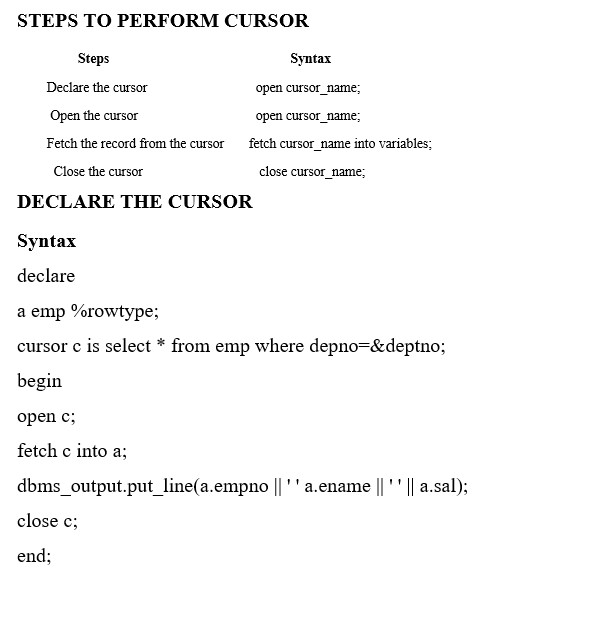 STEPS TO PERFORM CURSOR
Steps Syntax
Declare the cursor open cursor_name;
Open the cursor open cursor_name;
Fetch the record from the cursor fetch cursor_name into variables;
Close the cursor close cursor_name;
DECLARE THE CURSOR
Syntax
declare
a emp %rowtype;
cursor c is select * from emp where depno=&deptno;
begin
open c;
fetch c into a;
dbms_output.put_line(a.empno || ' ' a.ename || ' ' || a.sal);
close c;
end;